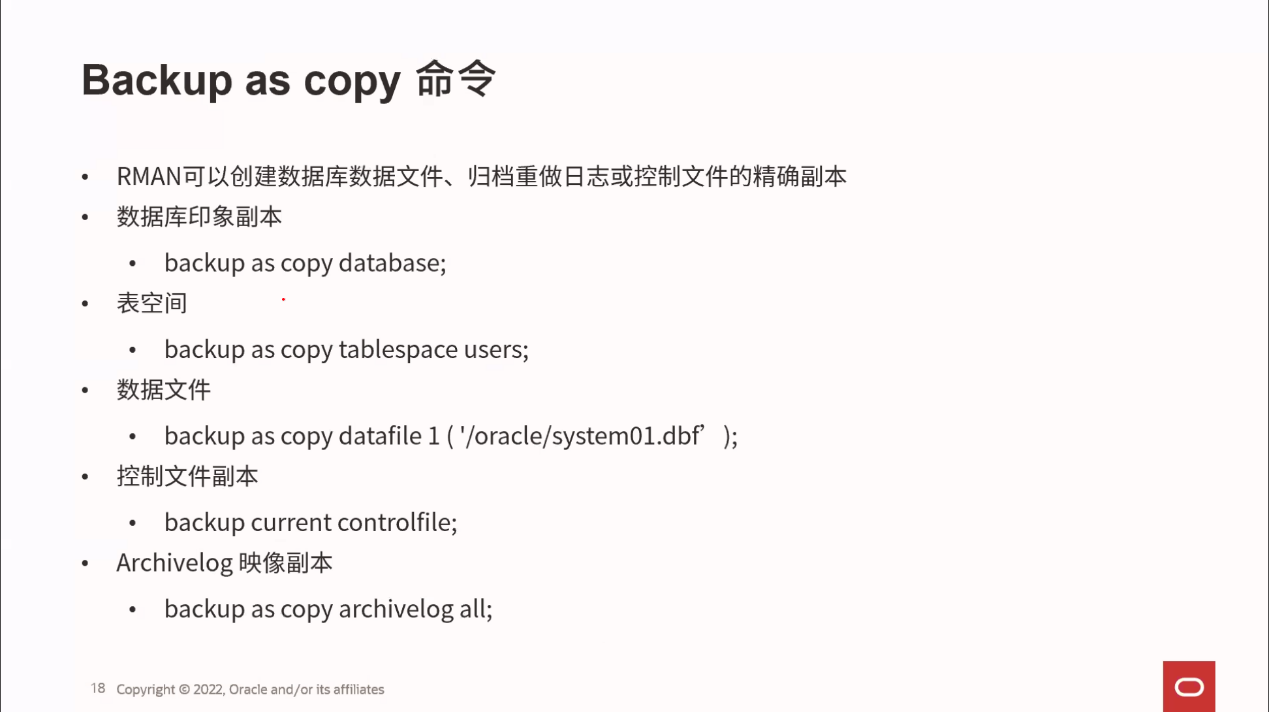 Backup as copy 命令
• RMAN可以创建数据库数据文件、归档重做日志或控制文件的精确副本
• 数据库印象副本
• backup as copy database;
• 表空间
• backup as copy tablespace users;
• 数据文件
• backup as copy datafile 1 ( '/oracle/system01.dbf’ );
• 控制文件副本
• backup current controlfile;
• Archivelog 映像副本
• backup as copy archivelog all;
18 Copyright © 2022, Oracle and/or its affiliates